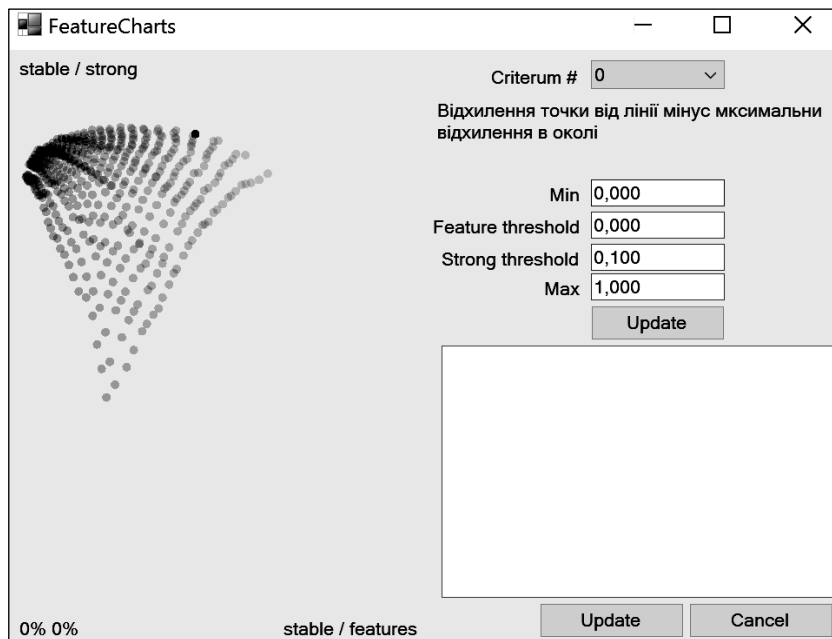 FeatureCharts
stable / strong
Criterum # 0
Відхилення точки від лінії мінус мксимальни
відхилення в околі
Min 0,000
Feature threshold 0,000
Strong threshold 0,100
Max 1,000
Update
0% 0%
stable / features
Update
Cancel